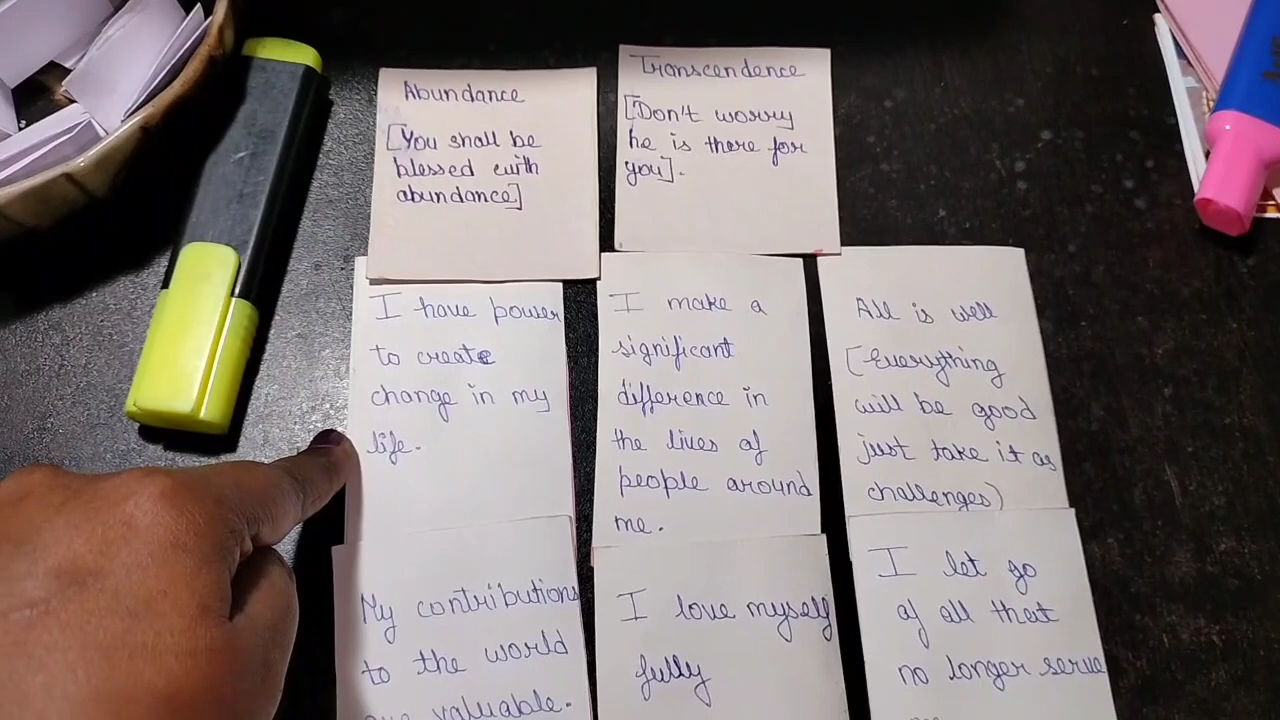 Abundance
[You shall be
blessed with
abundance]
Transcendence
[Don't worry
he is there for
you].
I have power
to create
change in my
life.
I make a
significant
difference in
the lives of
people around
me.
All is well
[Everything
will be good
just take it as
challenges)
My contributions
to the world
are valuable.
I love myself
fully
I let go
of all that
no longer serve